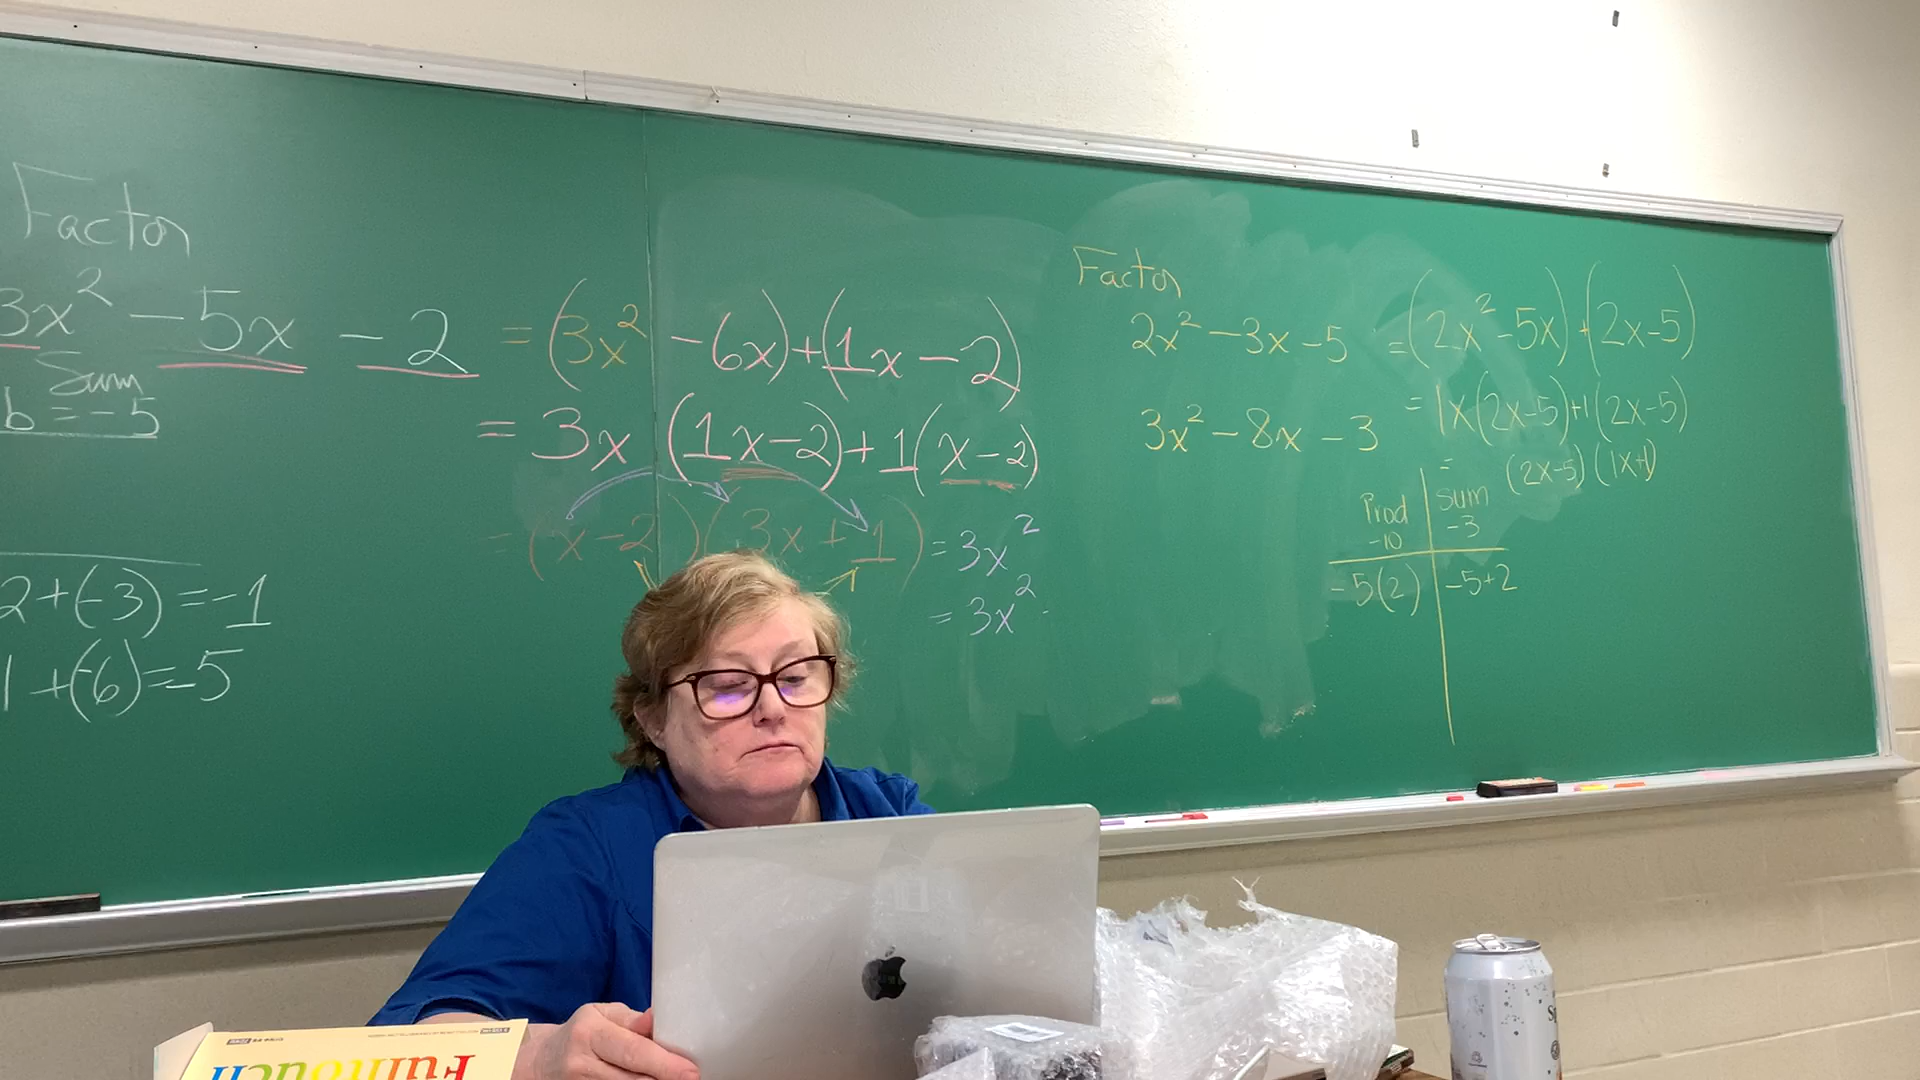 Factor
3x² - 5x - 2 = (3x² - 6x) + (1x - 2)
Sum
b = -5
= 3x (1x - 2) + 1(x - 2)
= (x - 2)(3x + 1) = 3x²
= 3x²
2 + (-3) = -1
1 + (-6) = -5
Factor
2x² - 3x - 5 = (2x² - 5x) + (2x - 5)
= 1x(2x-5) + 1(2x-5)
= (2x-5)(1x+1)
3x² - 8x - 3
Prod Sum
-10 -3
-5(2) -5+2